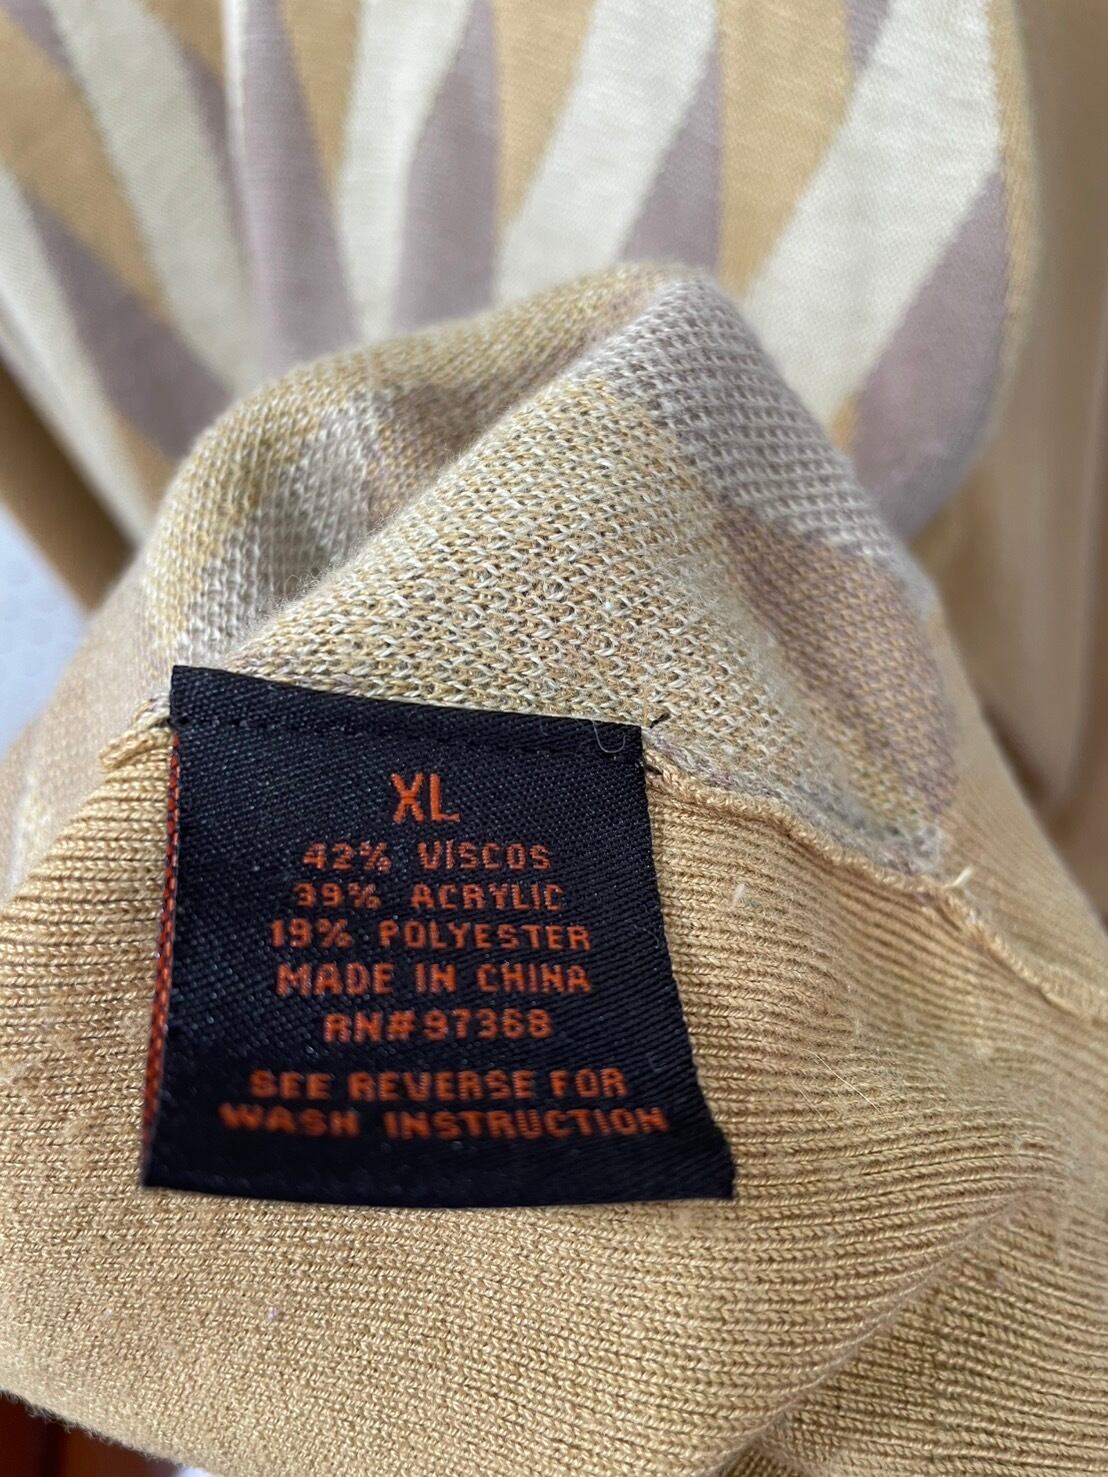 XL
42% VISCOS
39% ACRYLIC
19% POLYESTER
MADE IN CHINA
RN#97368
SEE REVERSE FOR
WASH INSTRUCTION